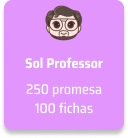 Sol Professor
250 promesa
100 fichas